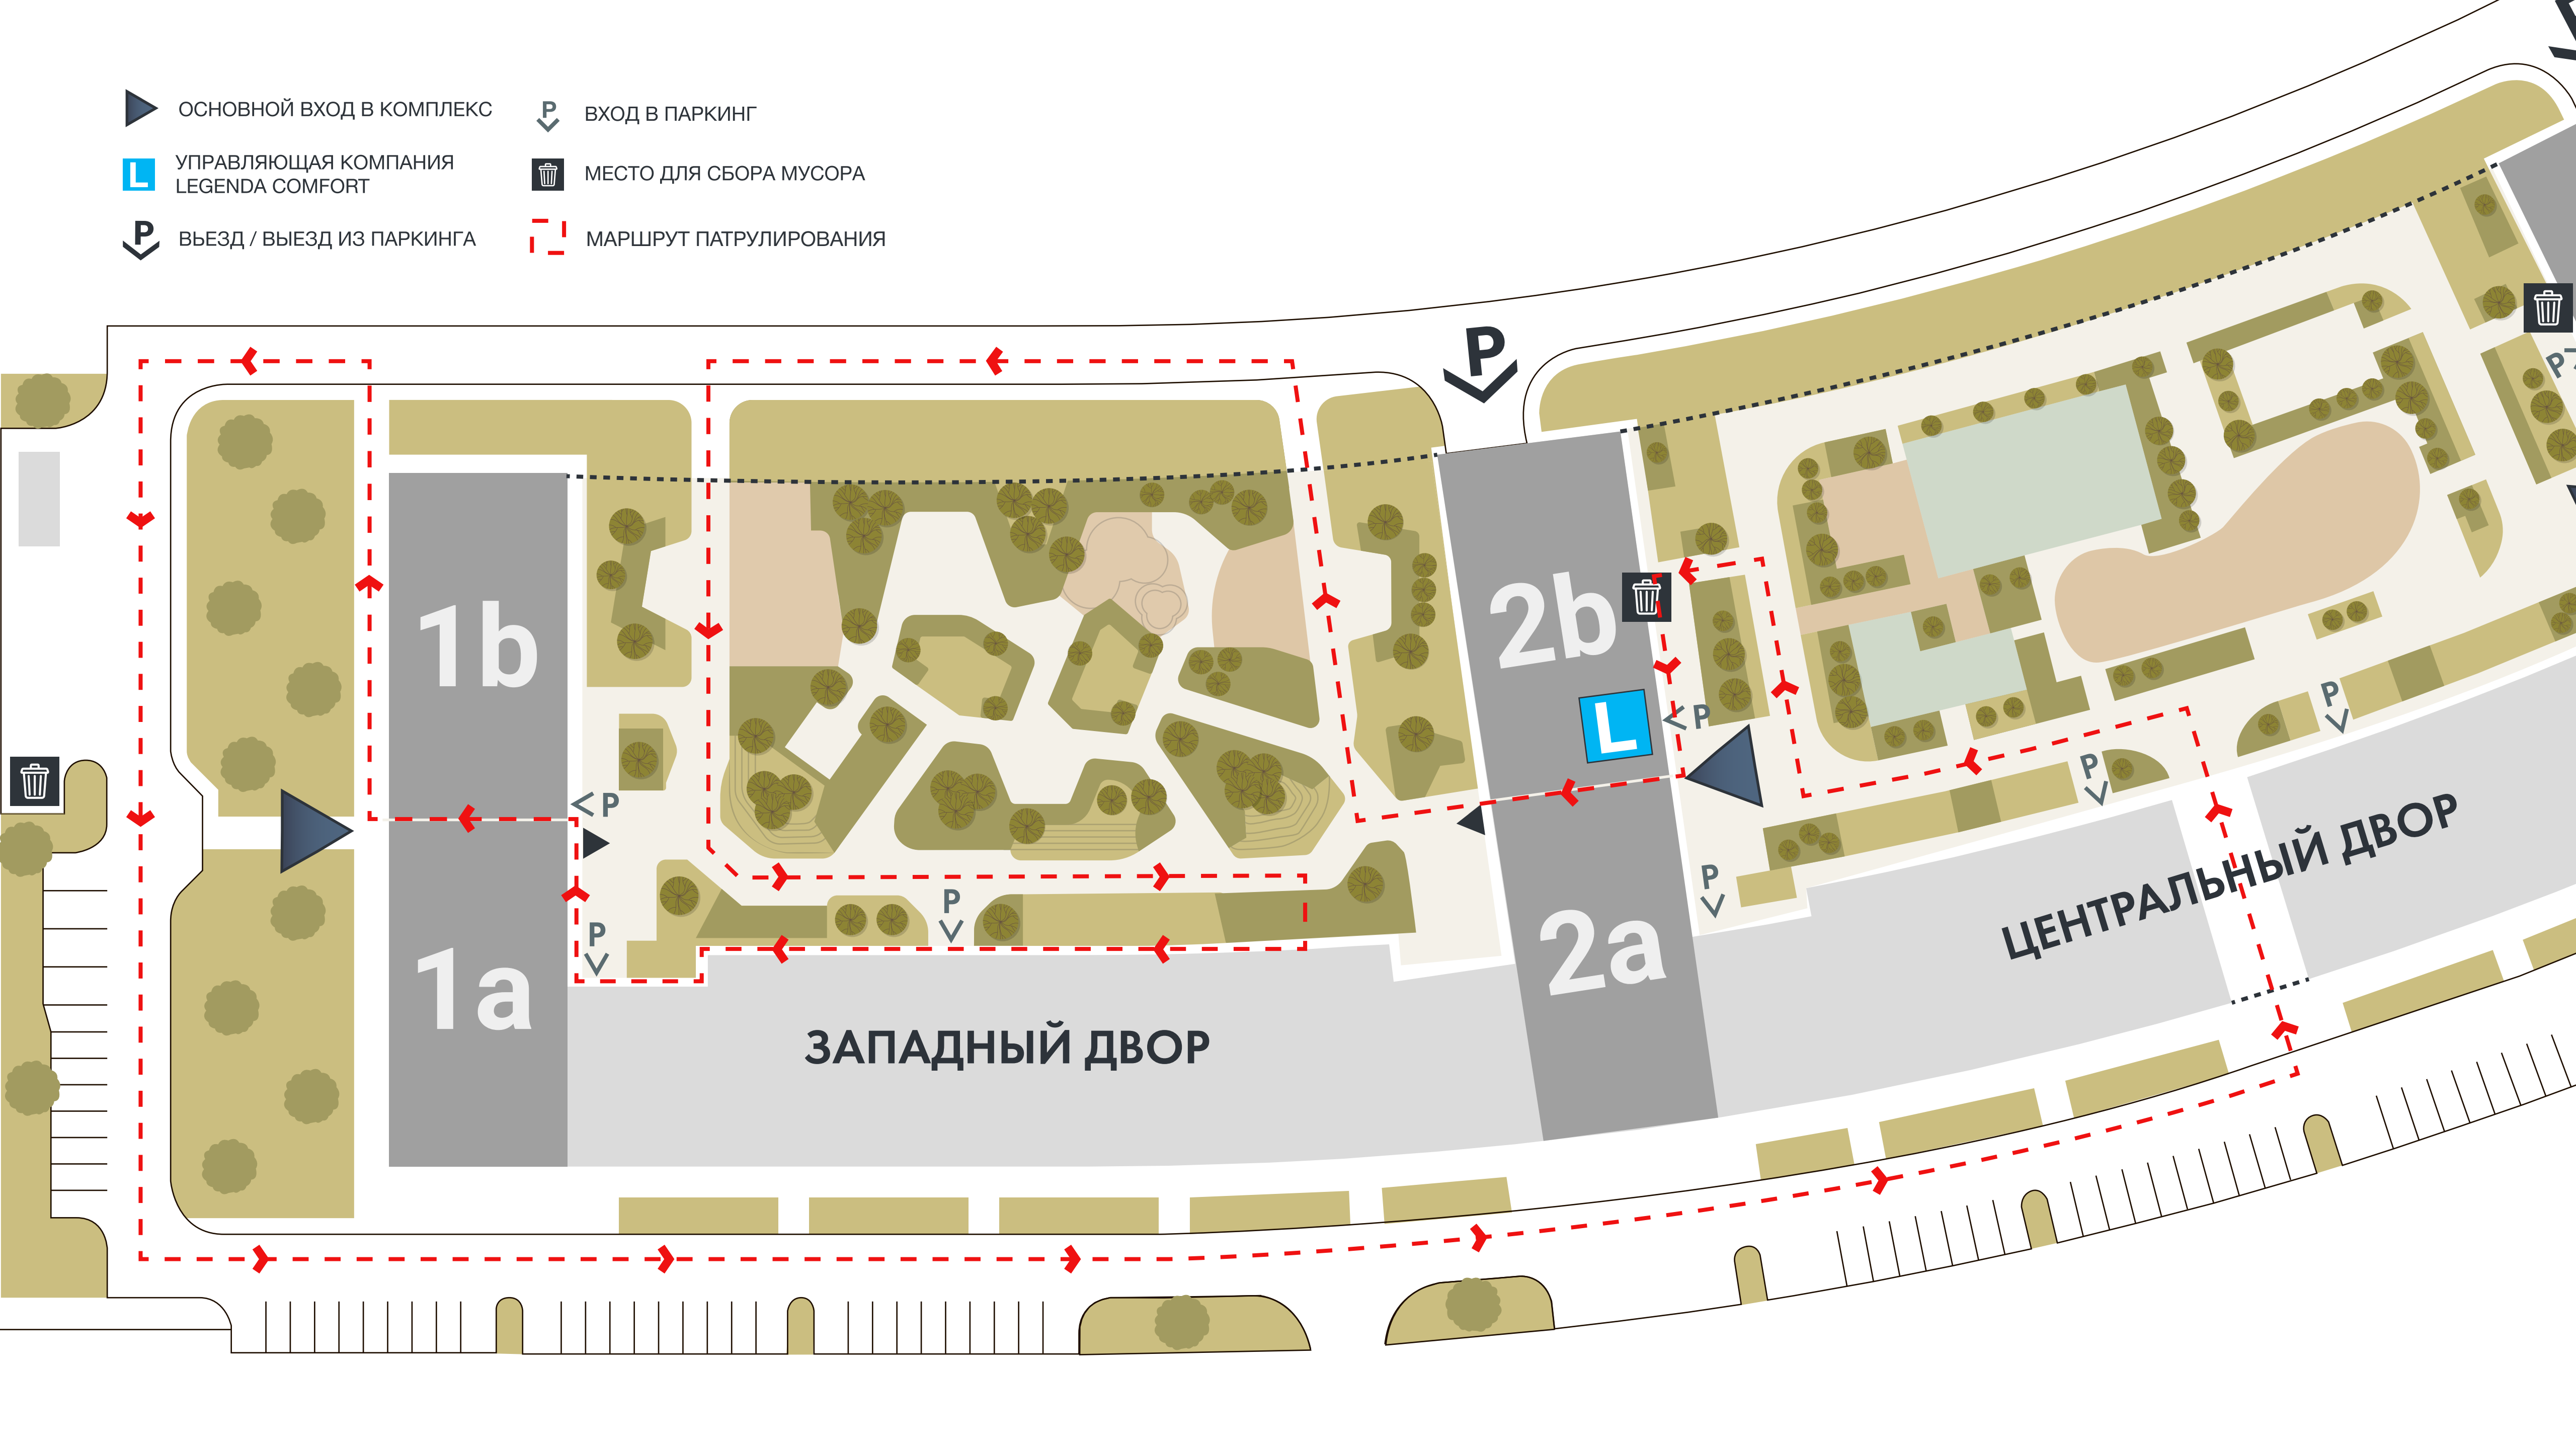 ОСНОВНОЙ ВХОД В КОМПЛЕКС
L
УПРАВЛЯЮЩАЯ КОМПАНИЯ
LEGENDA COMFORT
P
ВЬЕЗД / ВЫЕЗД ИЗ ПАРКИНГА
P
ВХОД В ПАРКИНГ
МЕСТО ДЛЯ СБОРА МУСОРА
МАРШРУТ ПАТРУЛИРОВАНИЯ
P
P
1b
2b
L
P
P
P
P
P
1a
P
P
2a
P
ЦЕНТРАЛЬНЫЙ ДВОР
ЗАПАДНЫЙ ДВОР